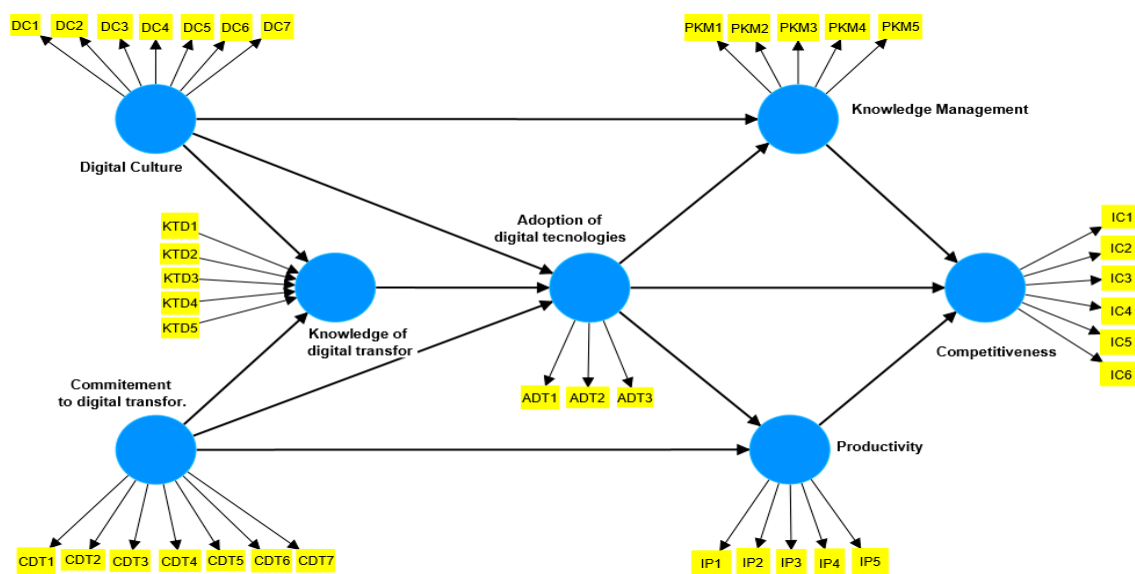 DC1 DC2 DC3 DC4 DC5 DC6 DC7
PKM1 PKM2 PKM3 PKM4 PKM5
Knowledge Management
Digital Culture
KTD1
KTD2
KTD3
KTD4
KTD5
Adoption of
digital tecnologies
IC1
IC2
IC3
IC4
IC5
IC6
Knowledge of
digital transfor
Competitiveness
Commitement
to digital transfor.
ADT1 ADT2 ADT3
Productivity
CDT1 CDT2 CDT3 CDT4 CDT5 CDT6 CDT7
IP1 IP2 IP3 IP4 IP5